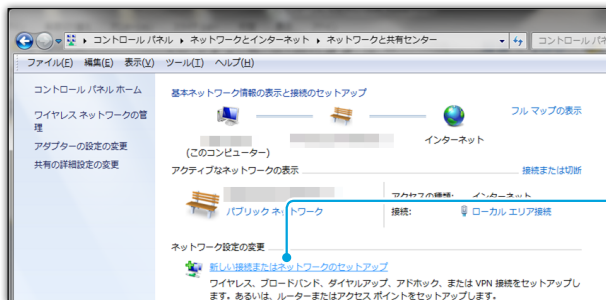 コントロール パネル ▸ ネットワークとインターネット ▸ ネットワークと共有センター
コントロール パネ
ファイル(F) 編集(E) 表示(V) ツール(T) ヘルプ(H)
コントロール パネル ホーム
ワイヤレス ネットワークの管
理
アダプターの設定の変更
共有の詳細設定の変更
基本ネットワーク情報の表示と接続のセットアップ
フル マップの表示
(このコンピューター)
インターネット
アクティブなネットワークの表示
接続または切断
パブリック ネットワーク
アクセスの種類: インターネット
接続: ローカル エリア接続
ネットワーク設定の変更
新しい接続またはネットワークのセットアップ
ワイヤレス、ブロードバンド、ダイヤルアップ、アドホック、または VPN 接続をセットアップし
ます。あるいは、ルーターまたはアクセス ポイントをセットアップします。